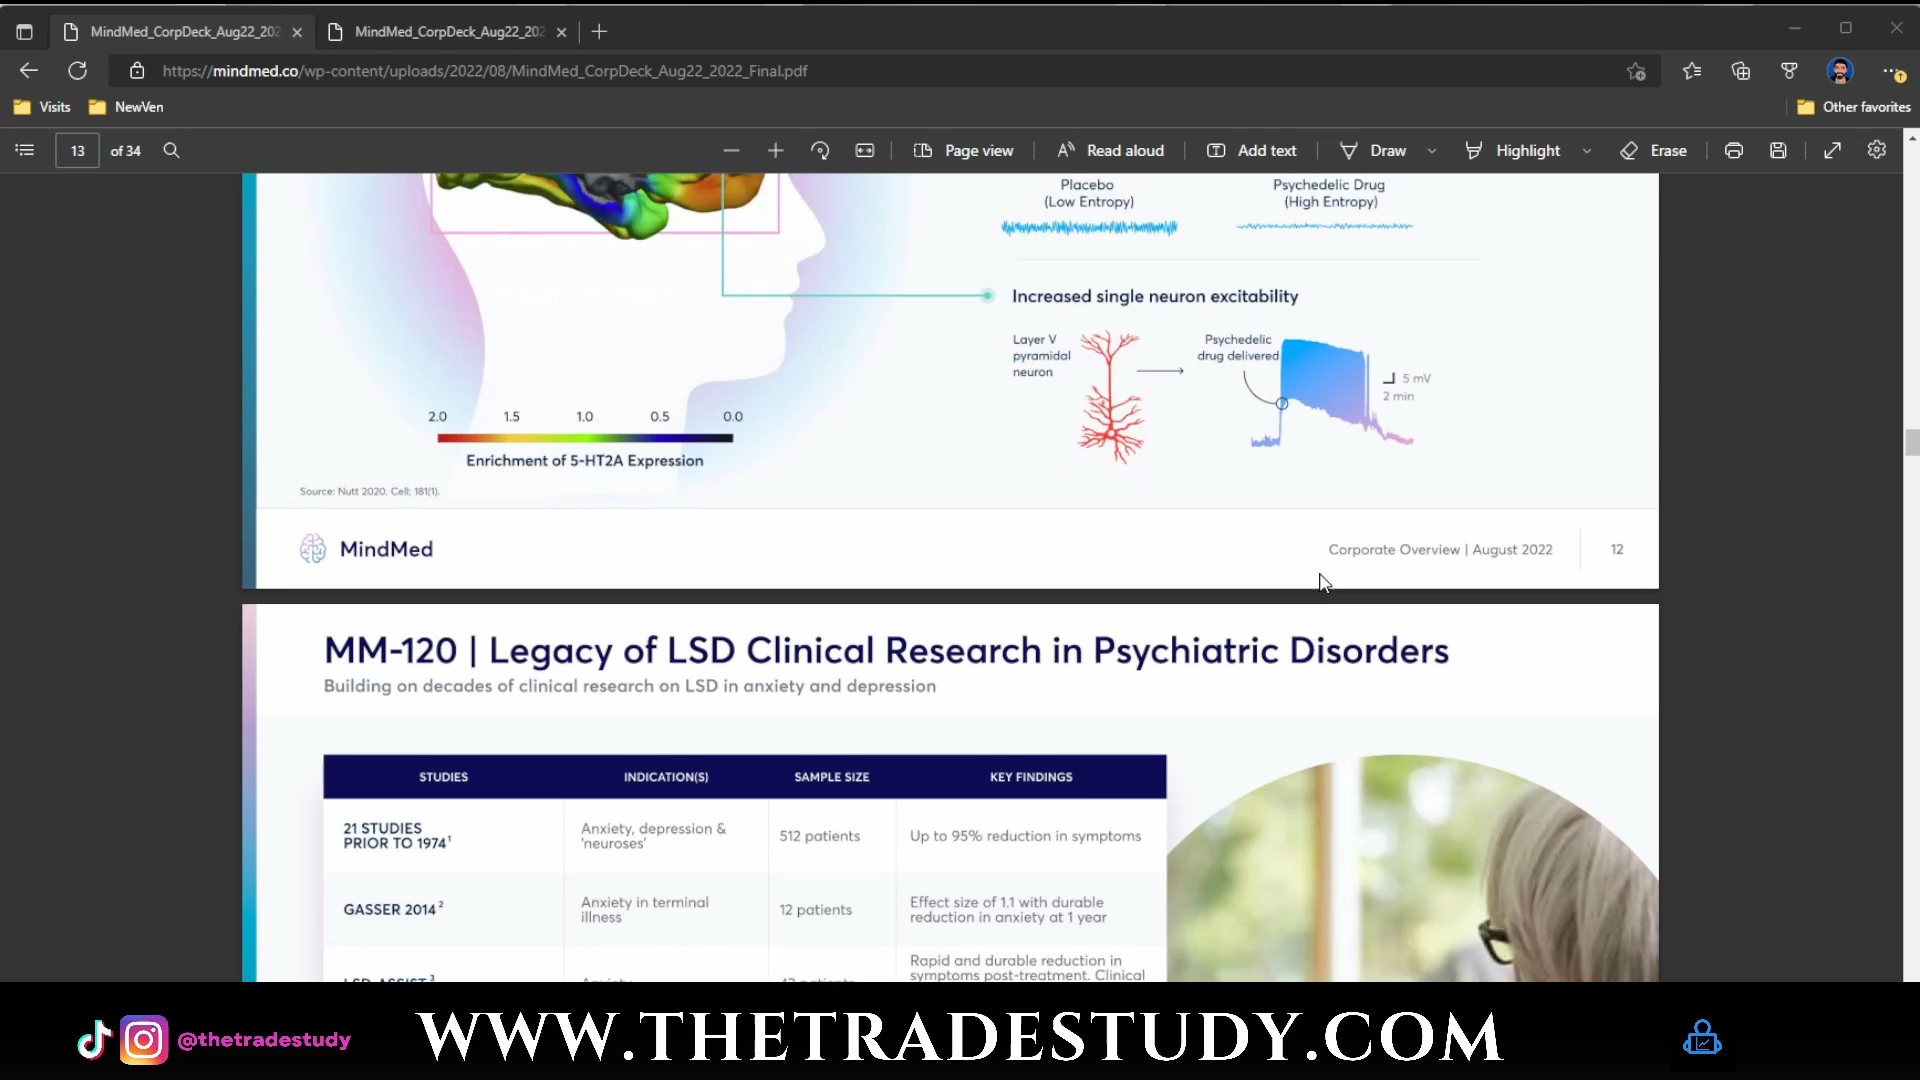 MindMed_CorpDeck_Aug22_202
MindMed_CorpDeck_Aug22_202
https://mindmed.co/wp-content/uploads/2022/08/MindMed_CorpDeck_Aug22_2022_Final.pdf
Visits
NewVen
Other favorites
13 of 34
Page view
Read aloud
Add text
Draw
Highlight
Erase
Placebo
(Low Entropy)
Psychedelic Drug
(High Entropy)
Increased single neuron excitability
Layer V
pyramidal
neuron
Psychedelic
drug delivered
5 mV
2 min
2.0 1.5 1.0 0.5 0.0
Enrichment of 5-HT2A Expression
Source: Nutt 2020. Cell; 181(1).
MindMed
Corporate Overview | August 2022
12
MM-120 | Legacy of LSD Clinical Research in Psychiatric Disorders
Building on decades of clinical research on LSD in anxiety and depression
STUDIES INDICATION(S) SAMPLE SIZE KEY FINDINGS
21 STUDIES
PRIOR TO 1974¹
Anxiety, depression &
'neuroses'
512 patients
Up to 95% reduction in symptoms
GASSER 2014²
Anxiety in terminal
illness
12 patients
Effect size of 1.1 with durable
reduction in anxiety at 1 year
LSD-ASSIST³
Anxiety
patients
Rapid and durable reduction in
symptoms post-treatment. Clinical
@thetradestudy
WWW.THETRADESTUDY.COM